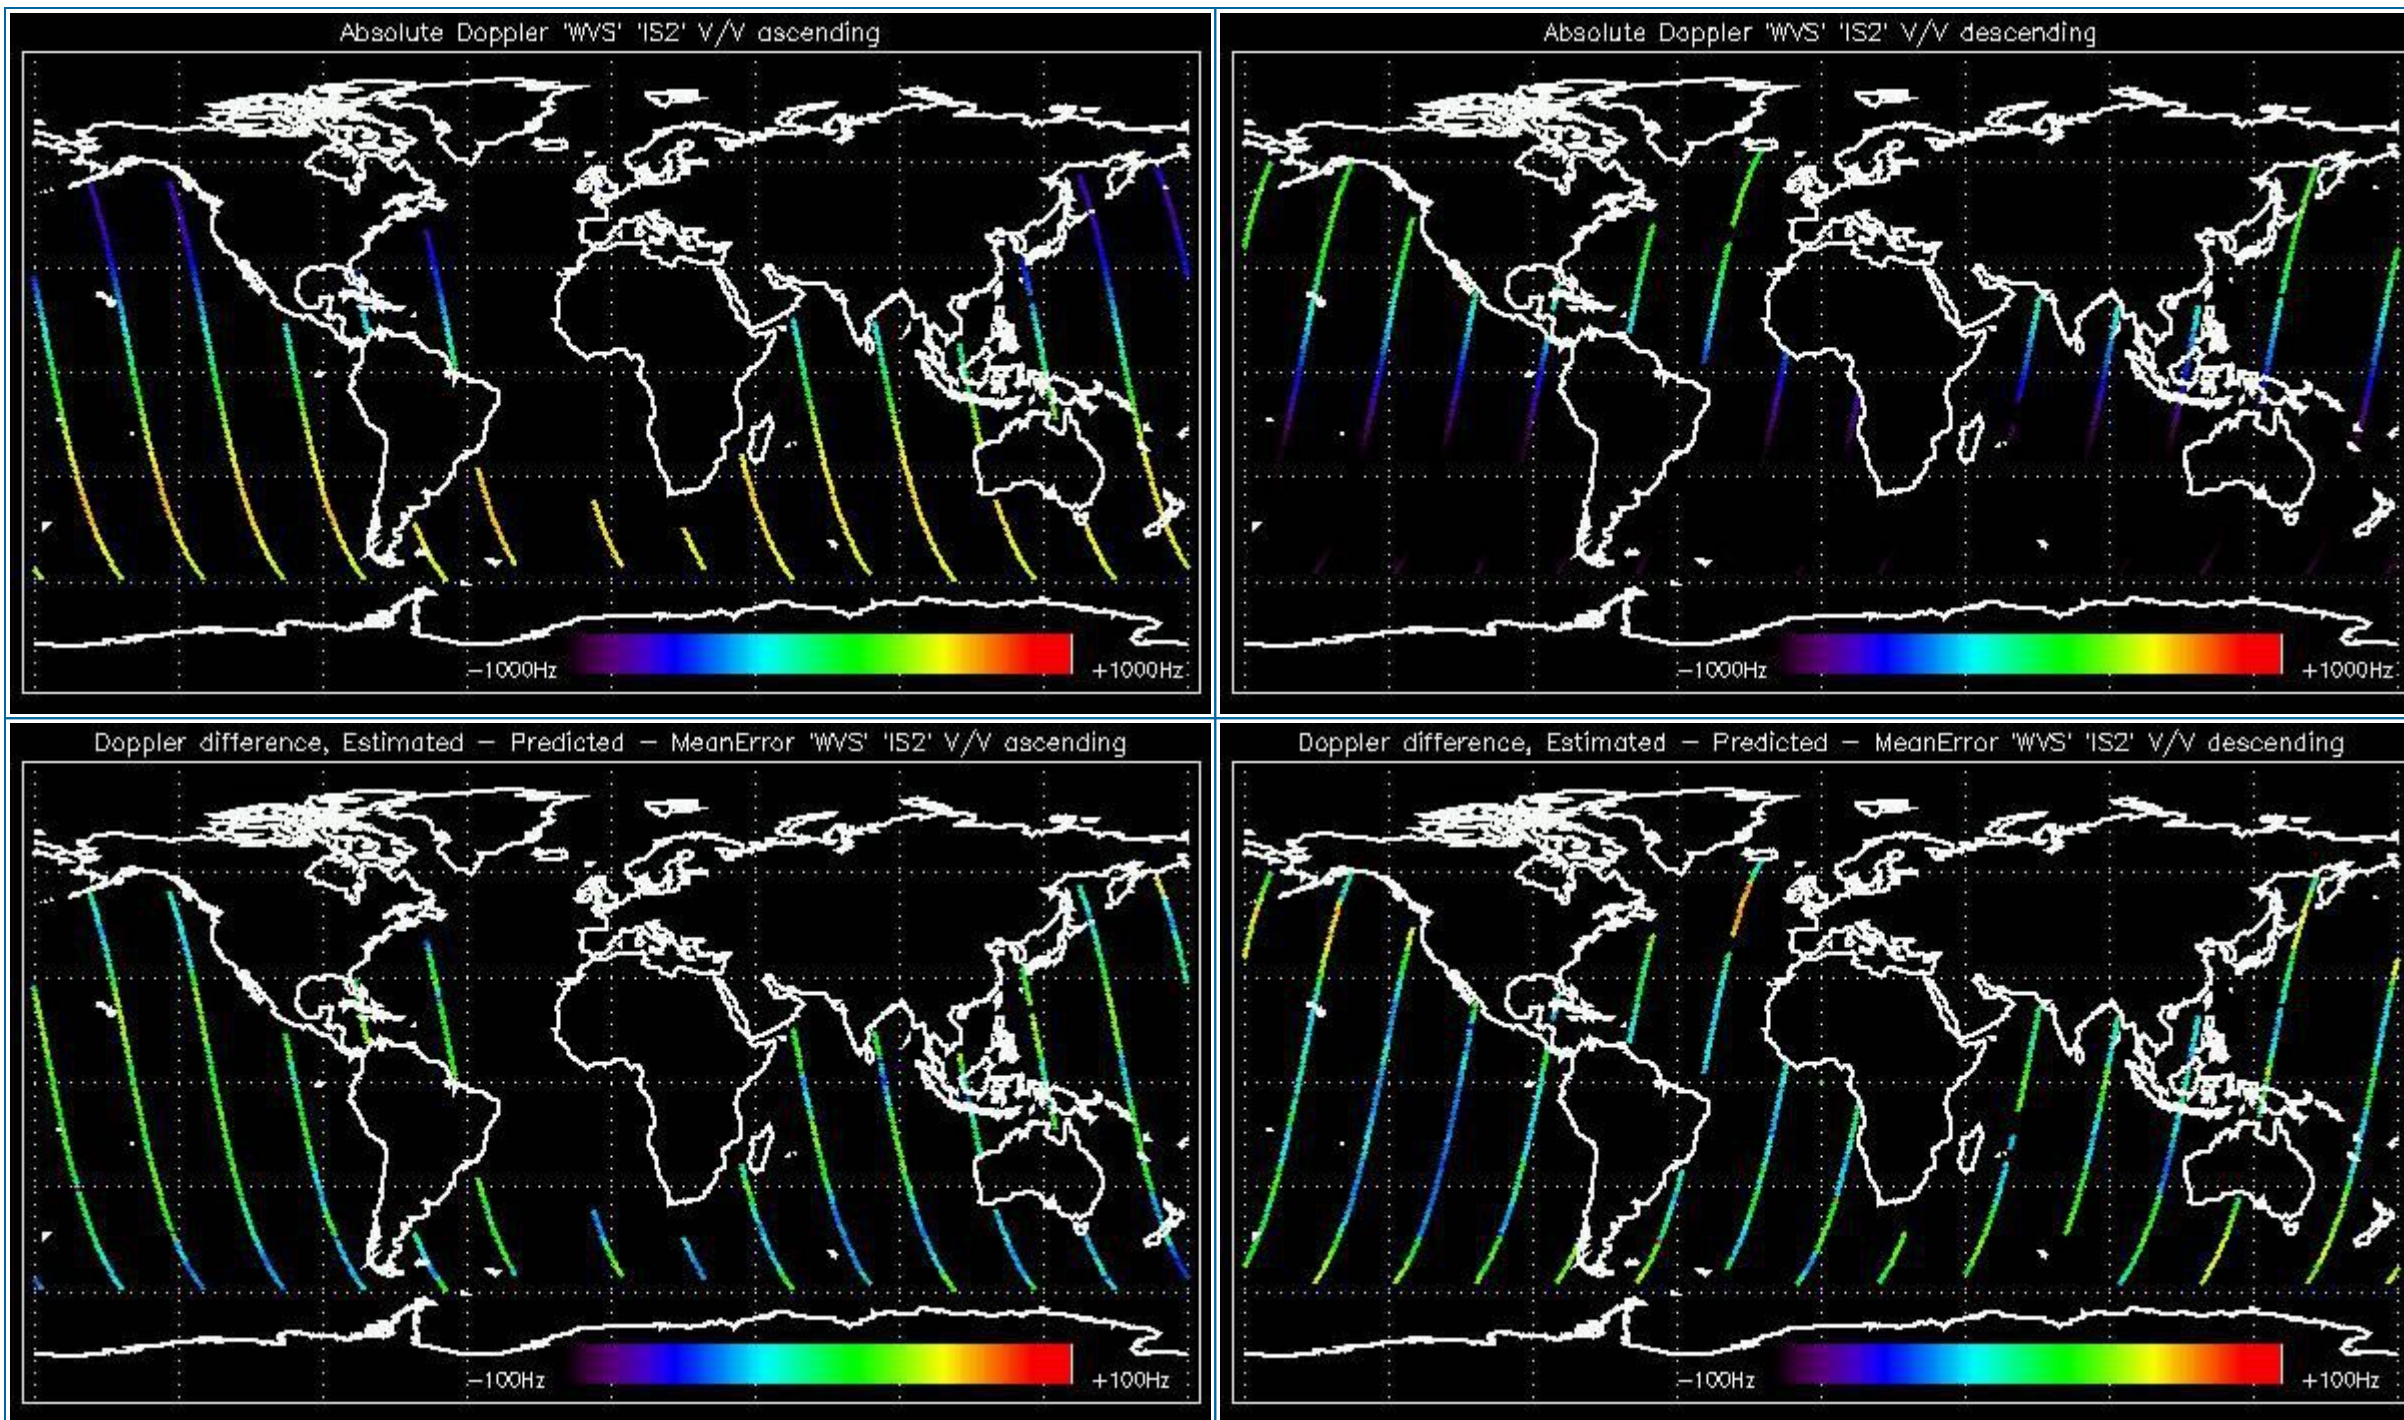 Absolute Doppler 'WVS' 'IS2' V/V ascending
-1000Hz
+1000Hz
Absolute Doppler 'WVS' 'IS2' V/V descending
-1000Hz
+1000Hz
Doppler difference, Estimated - Predicted - MeanError 'WVS' 'IS2' V/V ascending
-100Hz
+100Hz
Doppler difference, Estimated - Predicted - MeanError 'WVS' 'IS2' V/V descending
-100Hz
+100Hz